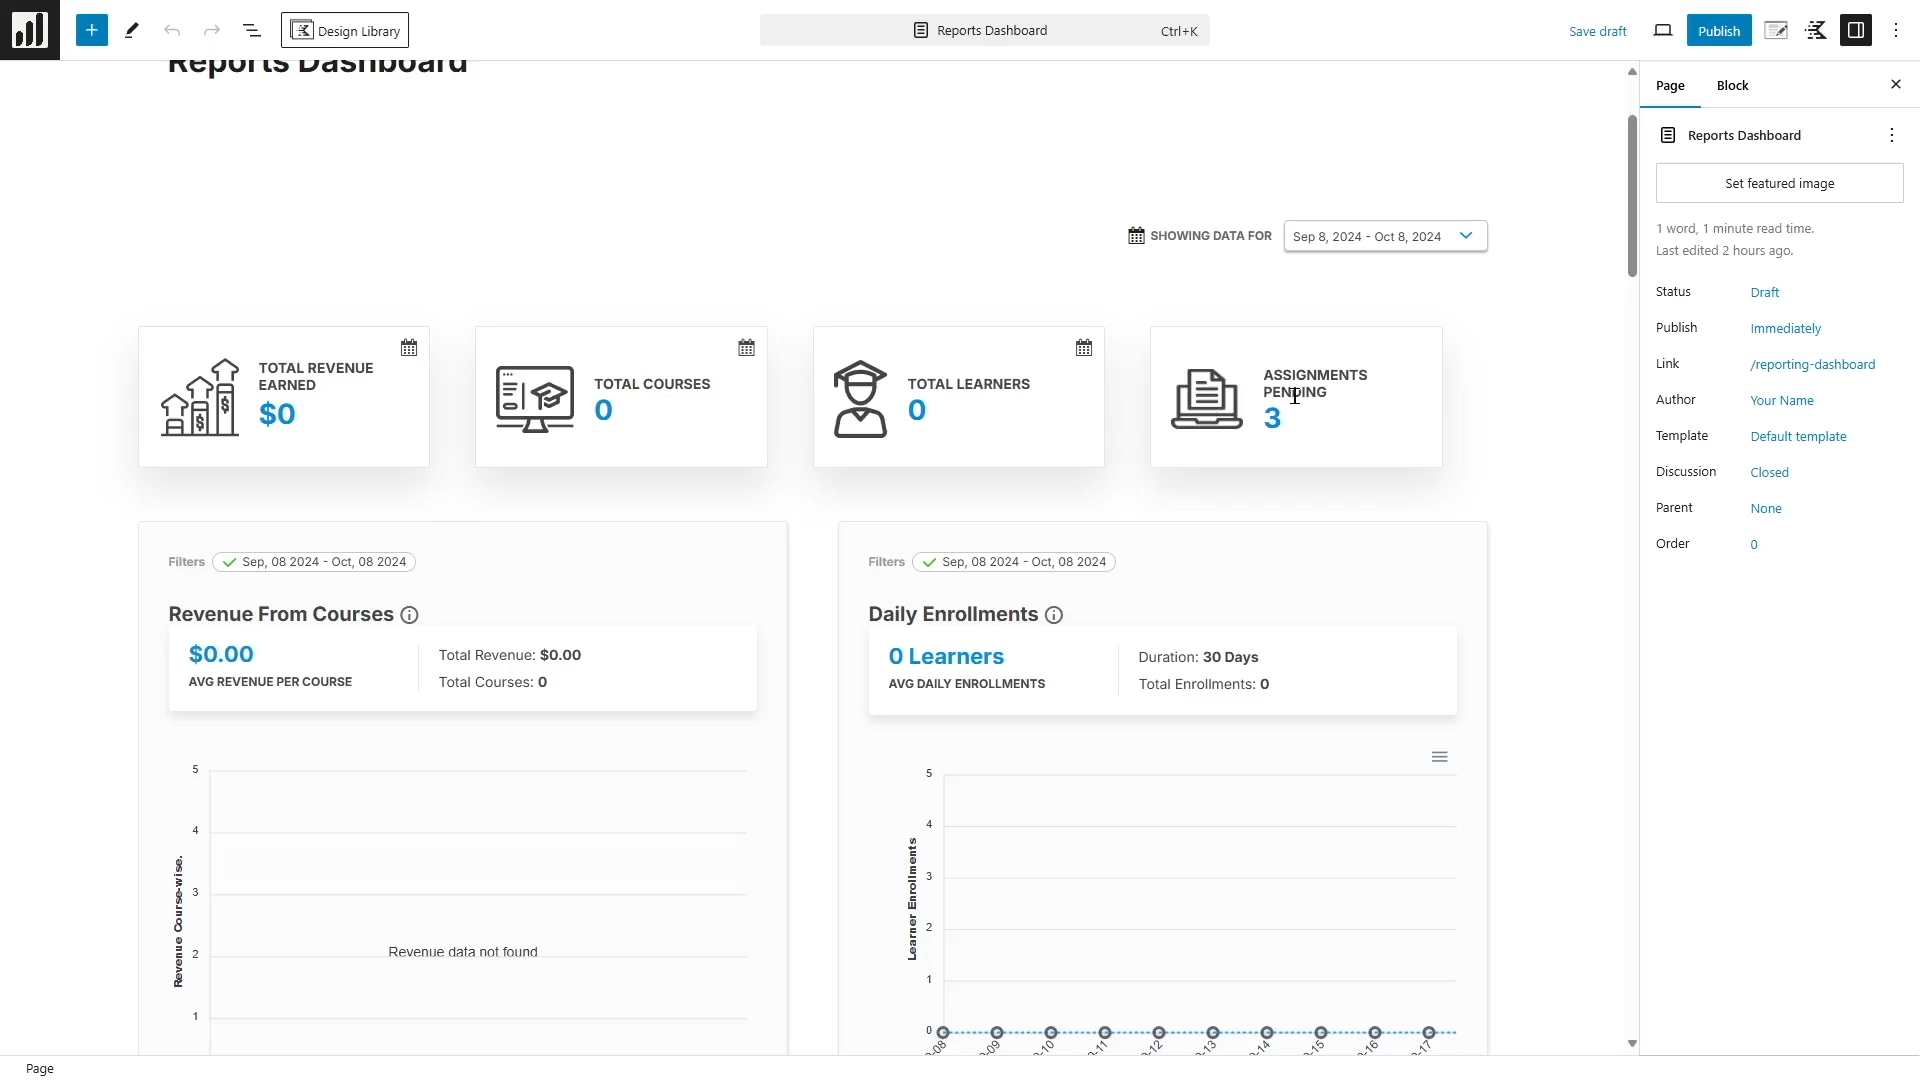 Design Library
Reports Dashboard
Ctrl+K
Save draft
Publish
Reports Dashboard
SHOWING DATA FOR
Sep 8, 2024 - Oct 8, 2024
TOTAL REVENUE
EARNED
$0
TOTAL COURSES
0
TOTAL LEARNERS
0
ASSIGNMENTS
PENDING
3
Filters
Sep, 08 2024 - Oct, 08 2024
Revenue From Courses
$0.00
AVG REVENUE PER COURSE
Total Revenue: $0.00
Total Courses: 0
5
4
3
2
1
Revenue Course-wise.
Revenue data not found
Filters
Sep, 08 2024 - Oct, 08 2024
Daily Enrollments
0 Learners
AVG DAILY ENROLLMENTS
Duration: 30 Days
Total Enrollments: 0
5
4
3
2
1
0
Learner Enrollments
Page
Block
Reports Dashboard
Set featured image
1 word, 1 minute read time.
Last edited 2 hours ago.
Status
Draft
Publish
Immediately
Link
/reporting-dashboard
Author
Your Name
Template
Default template
Discussion
Closed
Parent
None
Order
0
Page